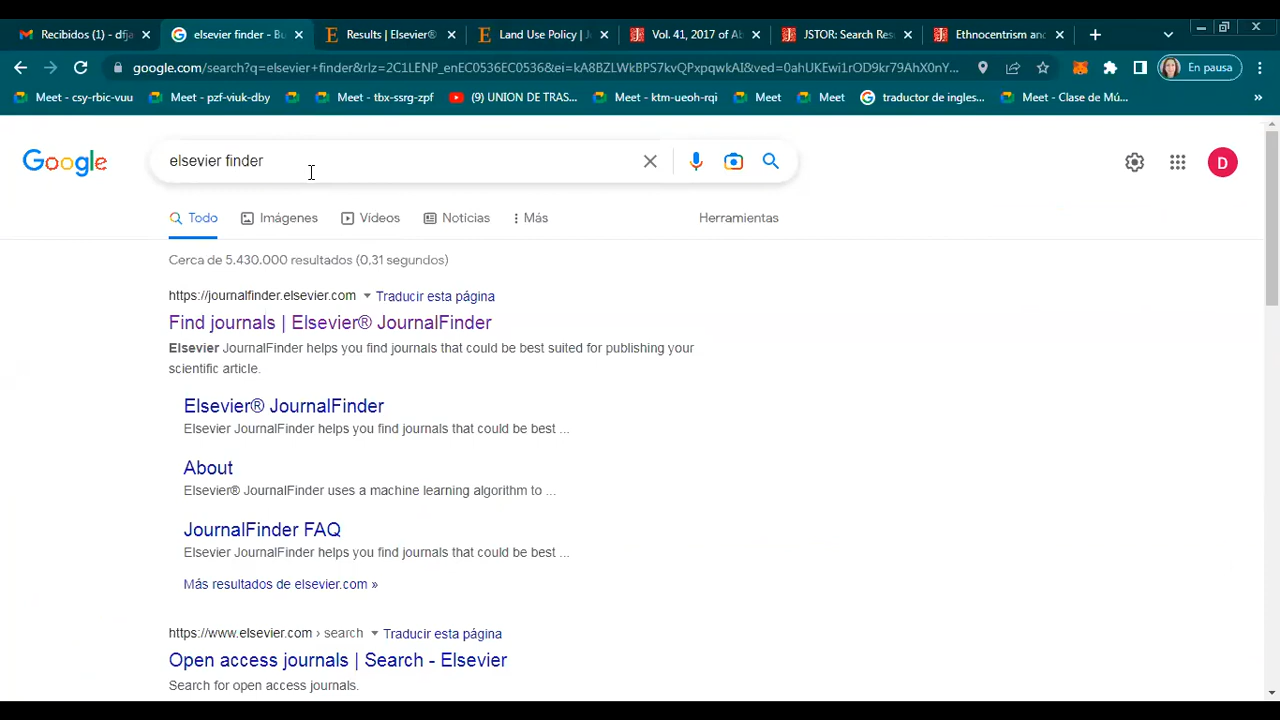 Recibidos (1) - dfja
elsevier finder - Bu
Results | Elsevier®
Land Use Policy | Jo
Vol. 41, 2017 of Ab
JSTOR: Search Res
Ethnocentrism and
google.com/search?q=elsevier+finder&rlz=2C1LENP_enEC0536EC0536&ei=kA8BZLWkBPS7kvQPxpqwkAI&ved=0ahUKEwi1rOD9kr79AhX0nY...
En pausa
Meet - csy-rbic-vuu
Meet - pzf-viuk-dby
Meet - tbx-ssrg-zpf
(9) UNION DE TRAS...
Meet - ktm-ueoh-rqi
Meet
Meet
traductor de ingles...
Meet - Clase de Mú...
»
Google
elsevier finder
D
Todo
Imágenes
Vídeos
Noticias
Más
Herramientas
Cerca de 5.430.000 resultados (0,31 segundos)
https://journalfinder.elsevier.com Traducir esta página
Find journals | Elsevier® JournalFinder
Elsevier JournalFinder helps you find journals that could be best suited for publishing your
scientific article.
Elsevier® JournalFinder
Elsevier JournalFinder helps you find journals that could be best ...
About
Elsevier® JournalFinder uses a machine learning algorithm to ...
JournalFinder FAQ
Elsevier JournalFinder helps you find journals that could be best ...
Más resultados de elsevier.com »
https://www.elsevier.com › search Traducir esta página
Open access journals | Search - Elsevier
Search for open access journals.